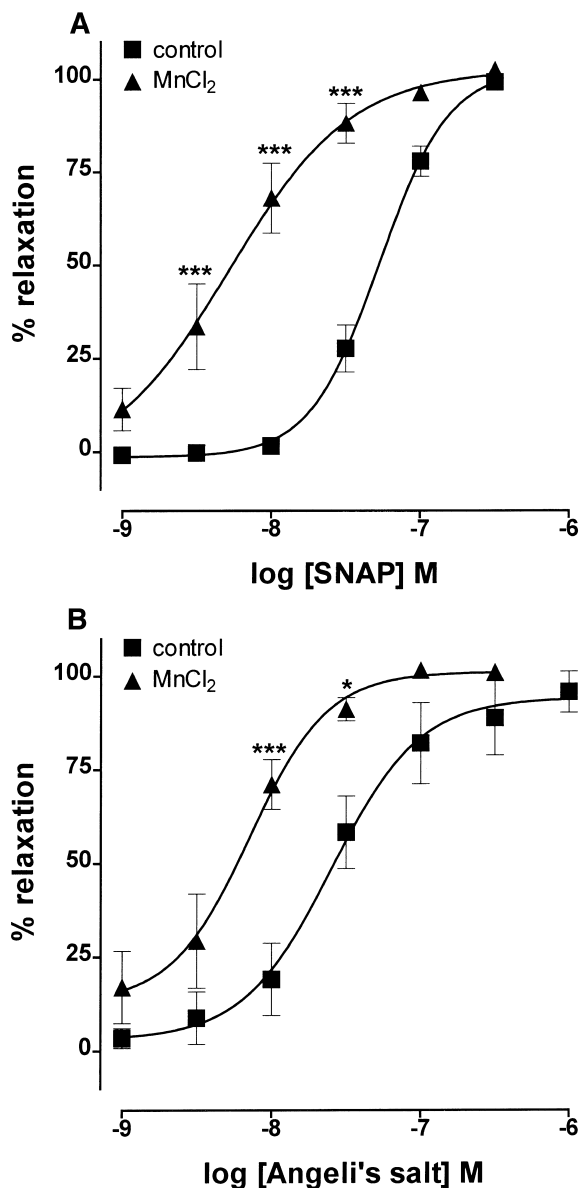 A
control
MnCl₂
100
75
50
25
0
% relaxation
***
***
***
-9 -8 -7 -6
log [SNAP] M
B
control
MnCl₂
100
75
50
25
0
% relaxation
***
*
-9 -8 -7 -6
log [Angeli's salt] M